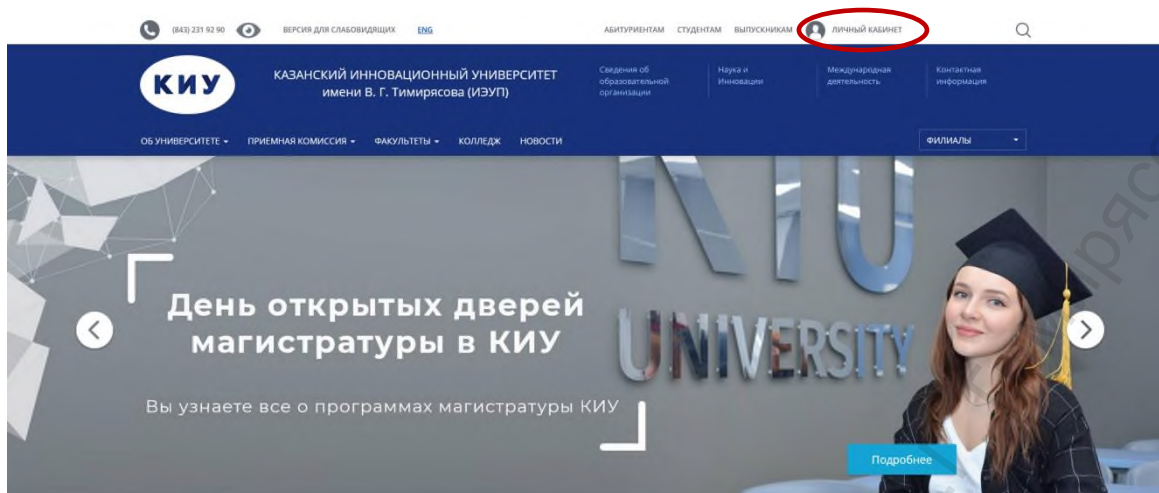 (843) 231 92 90 ВЕРСИЯ ДЛЯ СЛАБОВИДЯЩИХ ENG АБИТУРИЕНТАМ СТУДЕНТАМ ВЫПУСКНИКАМ ЛИЧНЫЙ КАБИНЕТ
КИУ
КАЗАНСКИЙ ИННОВАЦИОННЫЙ УНИВЕРСИТЕТ
имени В. Г. Тимирясова (ИЭУП)
Сведения об
образовательной
организации
Наука и
Инновации
Международная
деятельность
Контактная
информация
ОБ УНИВЕРСИТЕТЕ ПРИЕМНАЯ КОМИССИЯ ФАКУЛЬТЕТЫ КОЛЛЕДЖ НОВОСТИ ФИЛИАЛЫ
KIU
UNIVERSITY
День открытых дверей
магистратуры в КИУ
Вы узнаете все о программах магистратуры КИУ
Подробнее